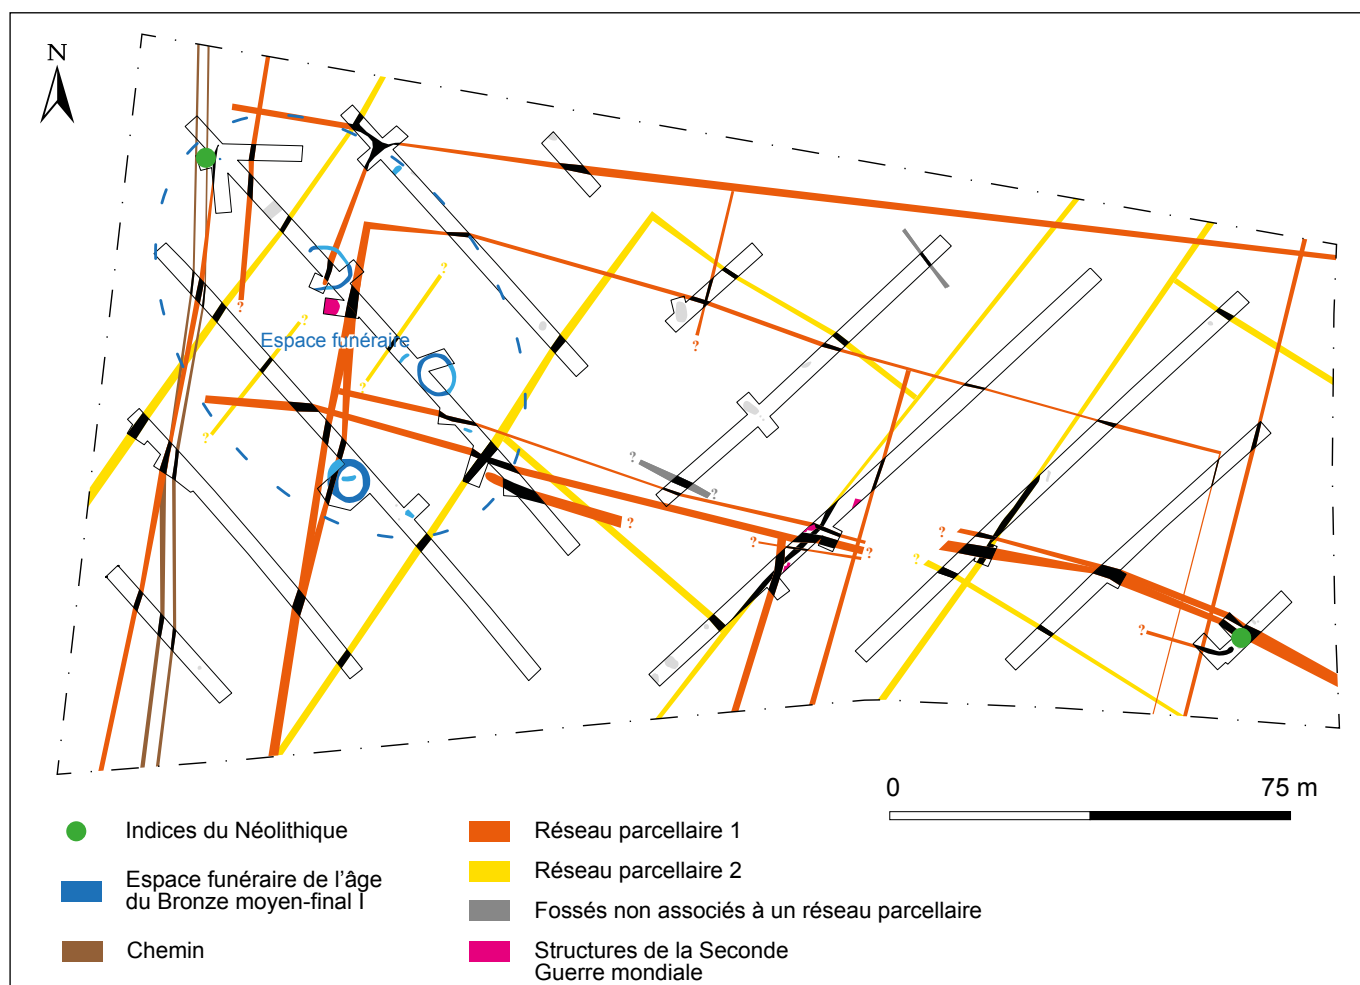 N
?
?
?
?
Espace funéraire
?
?
?
?
?
?
?
?
?
?
?
?
0 75 m
Indices du Néolithique
Espace funéraire de l’âge
du Bronze moyen-final I
Chemin
Réseau parcellaire 1
Réseau parcellaire 2
Fossés non associés à un réseau parcellaire
Structures de la Seconde
Guerre mondiale